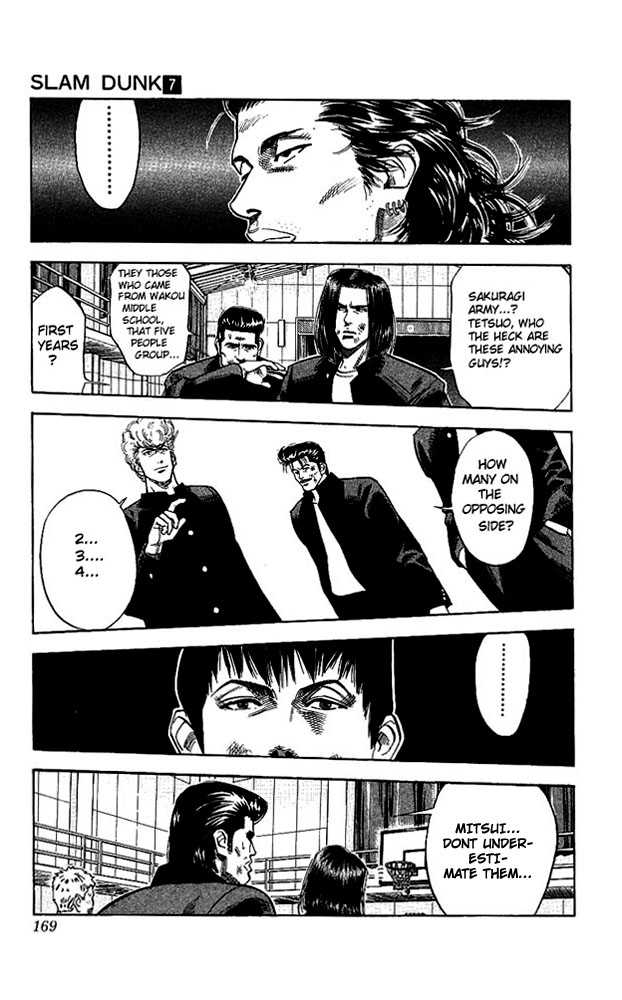 SLAM DUNK 7
..........
SAKURAGI
ARMY...?
TETSUO, WHO
THE HECK ARE
THESE ANNOYING
GUYS!?
THEY THOSE
WHO CAME
FROM WAKOU
MIDDLE
SCHOOL,
THAT FIVE
PEOPLE
GROUP...
FIRST
YEARS
?
HOW
MANY ON
THE
OPPOSING
SIDE?
2...
3....
4...
..........
MITSUI...
DONT UNDER-
ESTI-
MATE THEM...
169